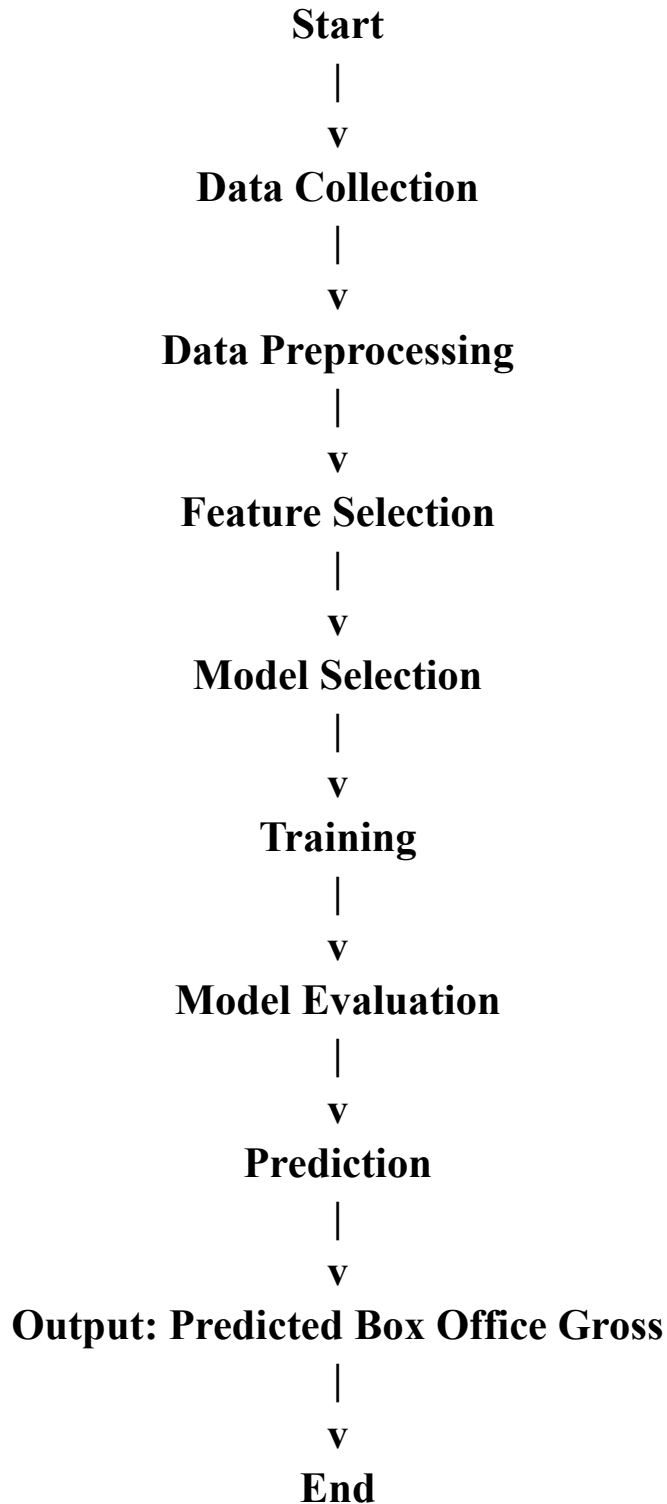 Start
|
v
Data Collection
|
v
Data Preprocessing
|
v
Feature Selection
|
v
Model Selection
|
v
Training
|
v
Model Evaluation
|
v
Prediction
|
v
Output: Predicted Box Office Gross
|
v
End